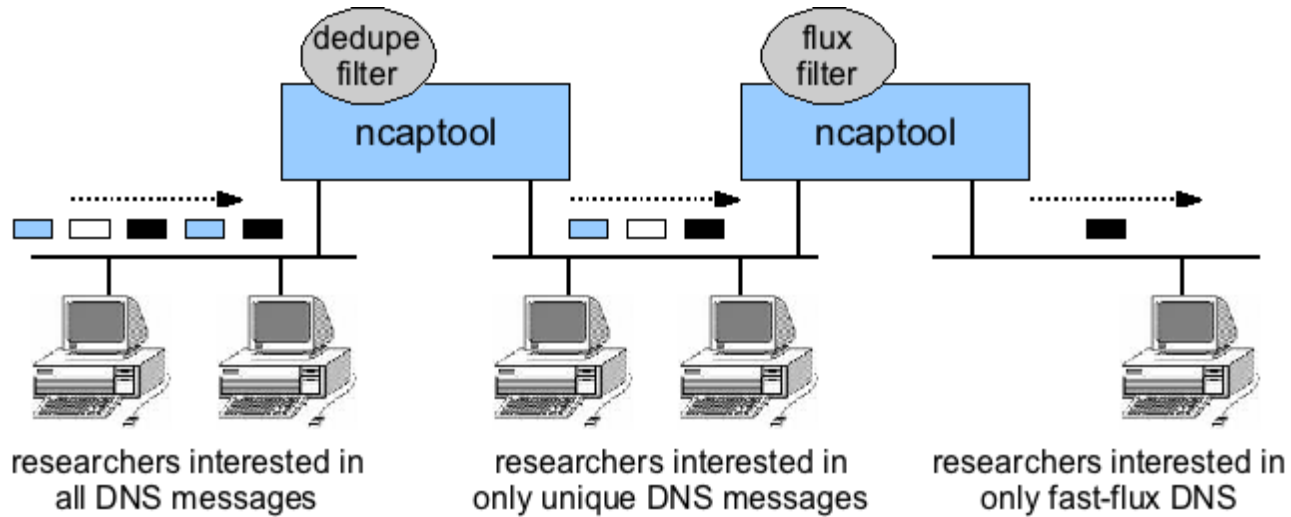 dedupe
filter
ncaptool
flux
filter
ncaptool
researchers interested in
all DNS messages
researchers interested in
only unique DNS messages
researchers interested in
only fast-flux DNS